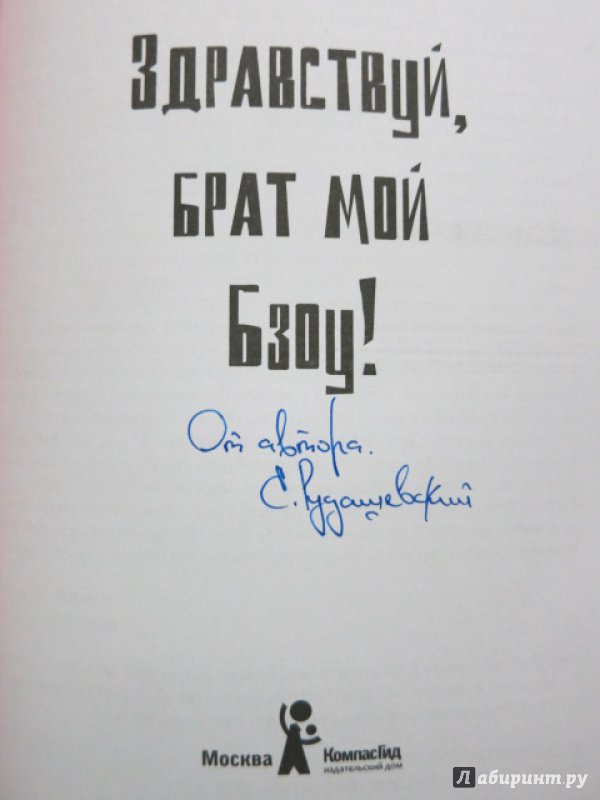 Здравствуй,
брат мой
Бзоу!
От автора.
Е. Рудашевский
Москва КомпасГид
издательский дом
Лабиринт.ру